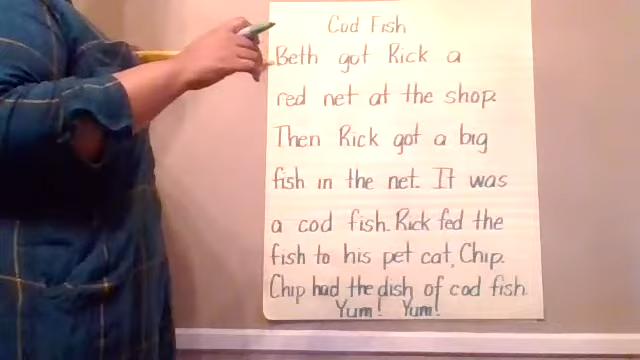 Cod Fish
Beth got Rick a
red net at the shop.
Then Rick got a big
fish in the net. It was
a cod fish. Rick fed the
fish to his pet cat, Chip.
Chip had the dish of cod fish.
Yum! Yum!